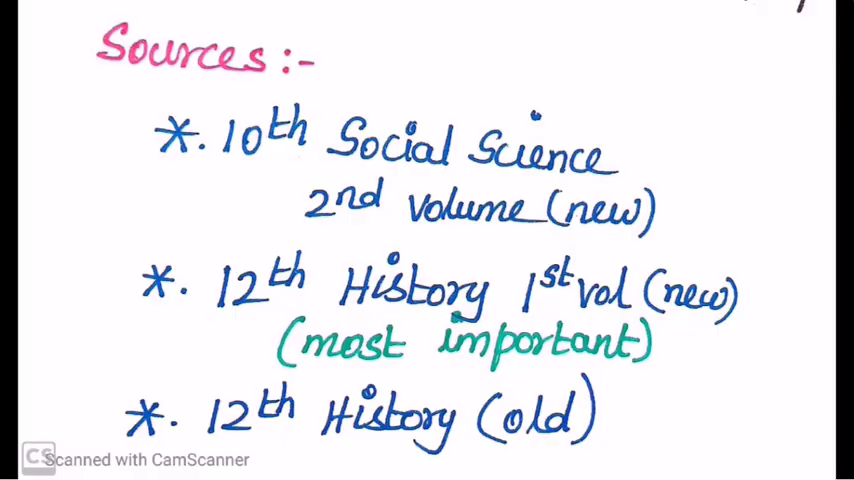 Sources :-
*. 10th Social Science
2nd volume (new)
*. 12th History 1st vol (new)
(most important)
*. 12th History (old)
CS Scanned with CamScanner